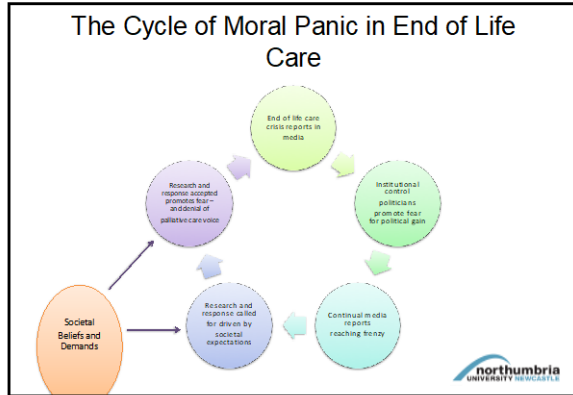 The Cycle of Moral Panic in End of Life
Care
End of life care
crisis reports in
media
Institutional
control
politicians
promote fear
for political gain
Continual media
reports
reaching frenzy
Research and
response called
for driven by
societal
expectations
Research and
response accepted
promotes fear –
and denial of
palliative care voice
Societal
Beliefs and
Demands
northumbria
UNIVERSITY NEWCASTLE